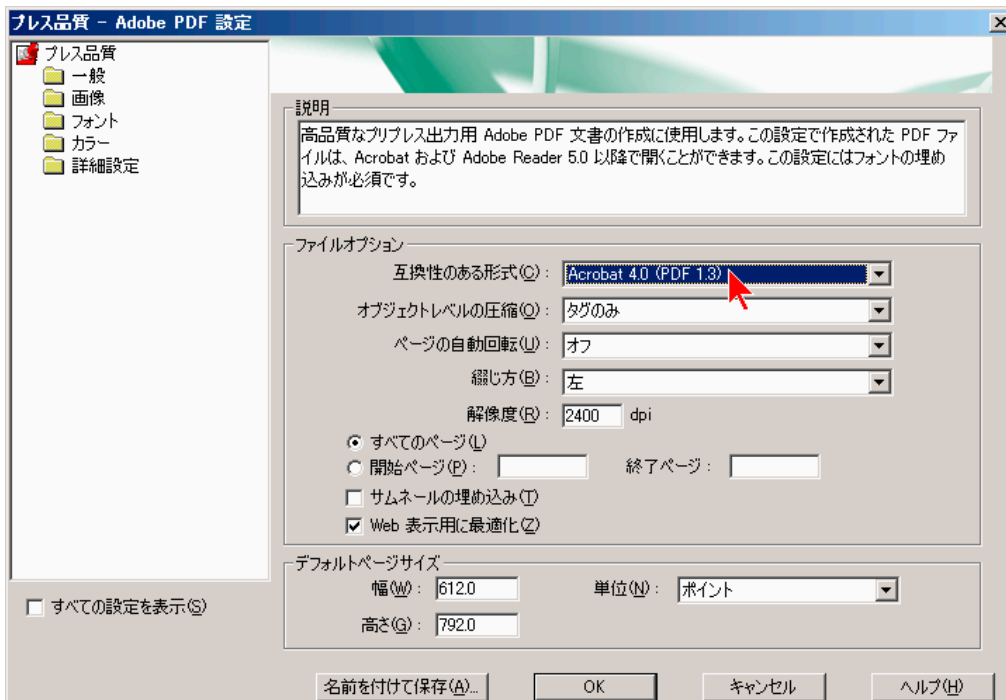 プレス品質 - Adobe PDF 設定
プレス品質
一般
画像
フォント
カラー
詳細設定
すべての設定を表示(S)
説明
高品質なプリプレス出力用 Adobe PDF 文書の作成に使用します。この設定で作成された PDF ファ
イルは、Acrobat および Adobe Reader 5.0 以降で開くことができます。この設定にはフォントの埋め
込みが必須です。
ファイルオプション
互換性のある形式(C): Acrobat 4.0 (PDF 1.3)
オブジェクトレベルの圧縮(O): タグのみ
ページの自動回転(U): オフ
綴じ方(B): 左
解像度(R): 2400 dpi
すべてのページ(L)
開始ページ(P): 終了ページ:
サムネールの埋め込み(T)
Web 表示用に最適化(Z)
デフォルトページサイズ
幅(W): 612.0 単位(N): ポイント
高さ(G): 792.0
名前を付けて保存(A)... OK キャンセル ヘルプ(H)